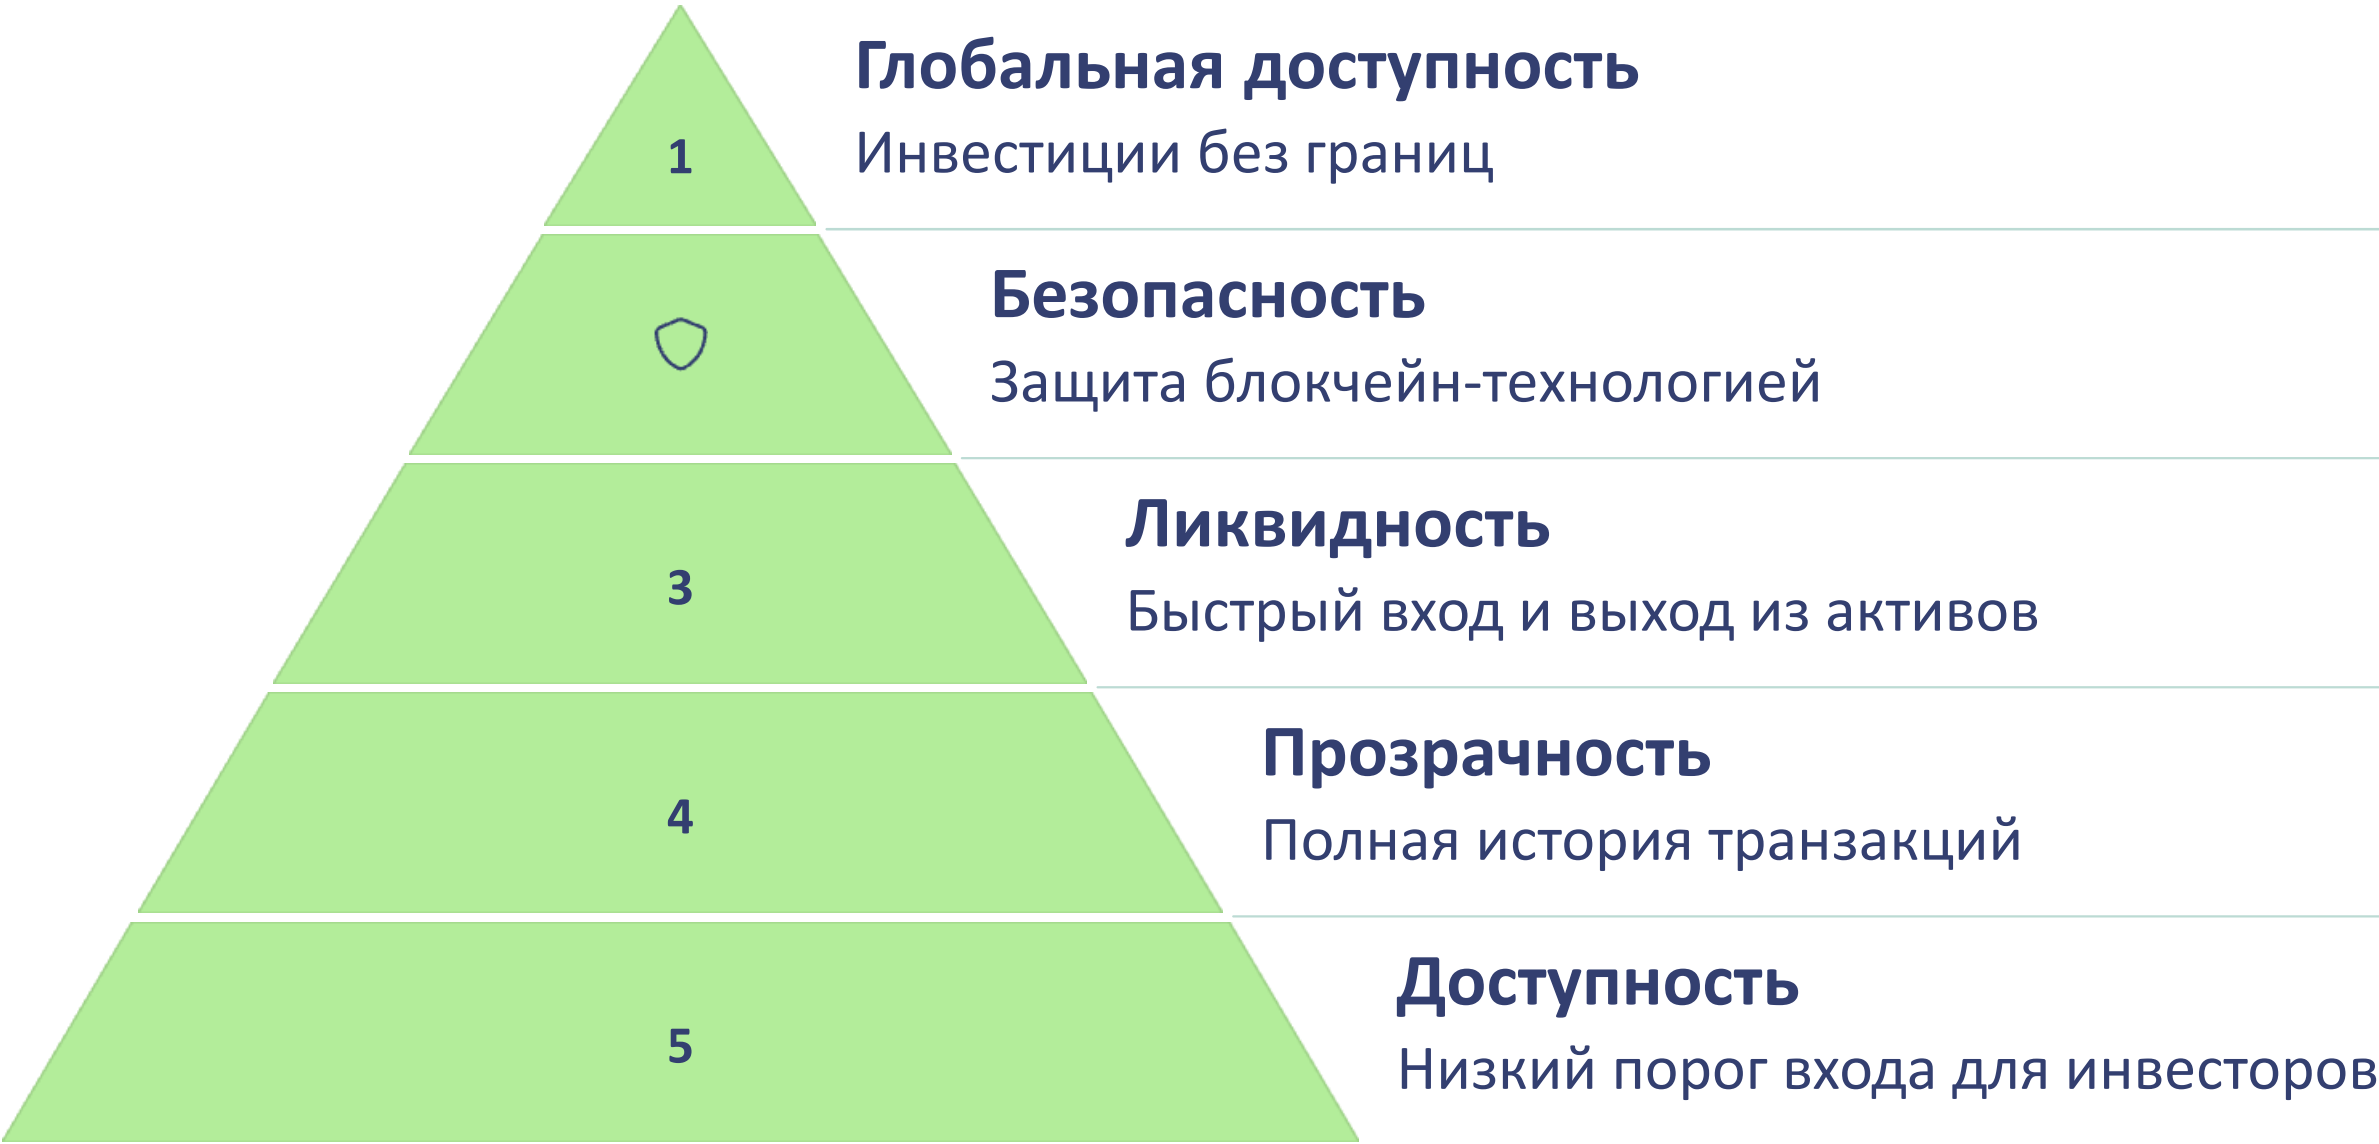 Глобальная доступность
1
Инвестиции без границ
Безопасность
Защита блокчейн-технологией
Ликвидность
3
Быстрый вход и выход из активов
Прозрачность
4
Полная история транзакций
Доступность
5
Низкий порог входа для инвесторов